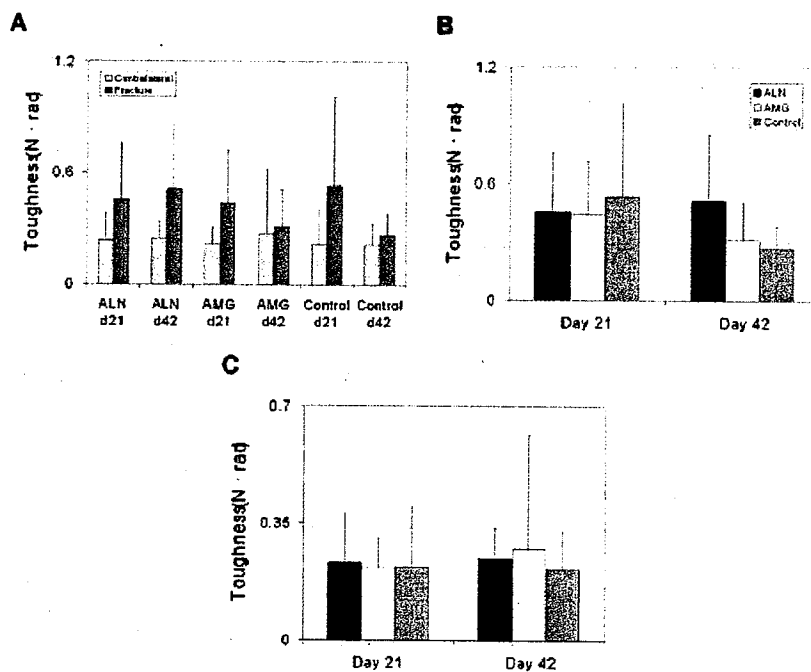 A
Toughness(N · rad)
1.2
0.6
0
Contralateral
Fracture
ALN d21
ALN d42
AMG d21
AMG d42
Control d21
Control d42
B
Toughness(N · rad)
1.2
0.6
0
ALN
AMG
Control
Day 21
Day 42
C
Toughness(N · rad)
0.7
0.35
0
Day 21
Day 42